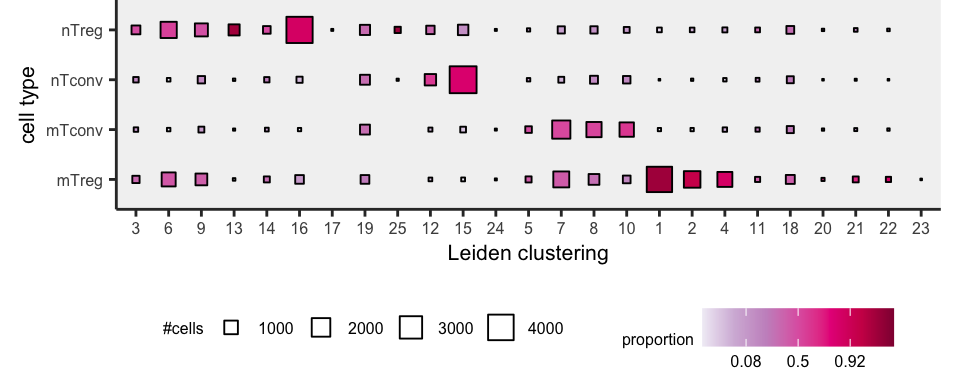 nTreg
nTconv
mTconv
mTreg
cell type
3 6 9 13 14 16 17 19 25 12 15 24 5 7 8 10 1 2 4 11 18 20 21 22 23
Leiden clustering
#cells 1000 2000 3000 4000
proportion
0.08 0.5 0.92